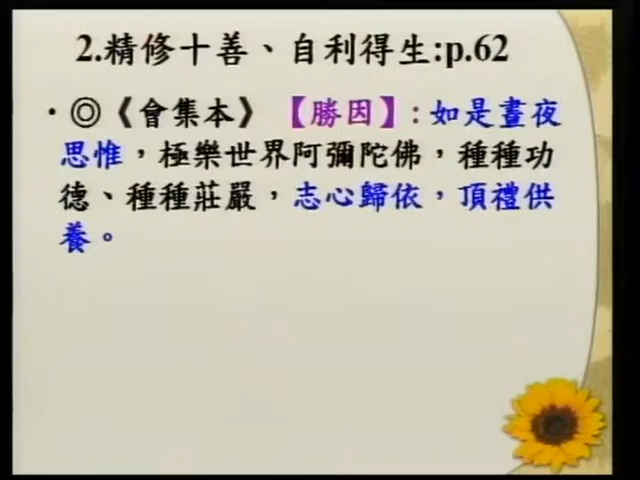 2.精修十善、自利得生:p.62
·◎《會集本》【勝因】:如是晝夜
思惟,極樂世界阿彌陀佛,種種功
德、種種莊嚴,志心歸依,頂禮供
養。